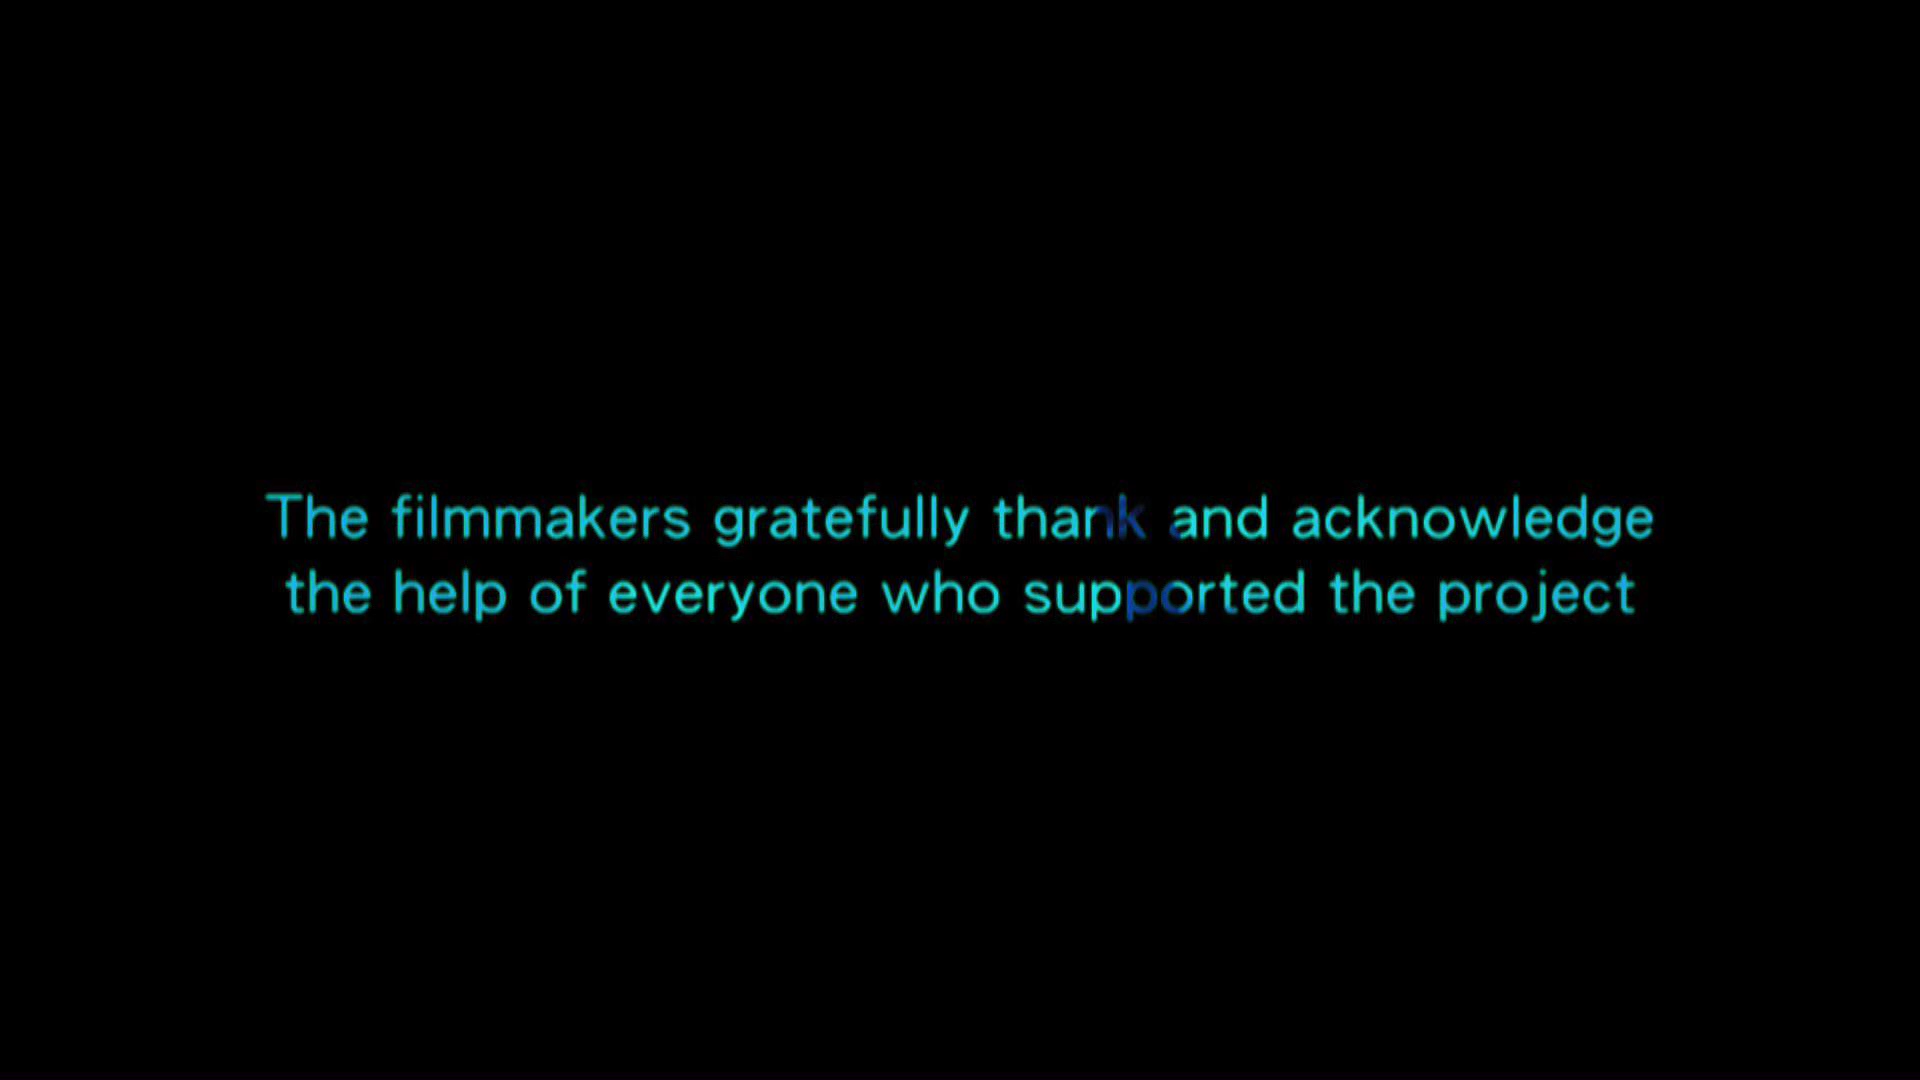 The filmmakers gratefully thank and acknowledge
the help of everyone who supported the project